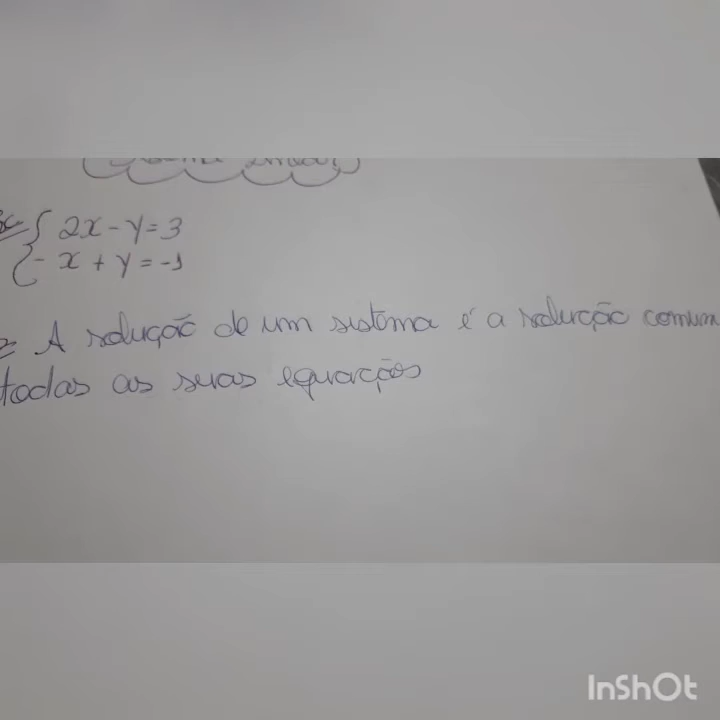 2x - y = 3
- x + y = -1
A solução de um sistema é a solução comum
todas as suas equações
InShOt